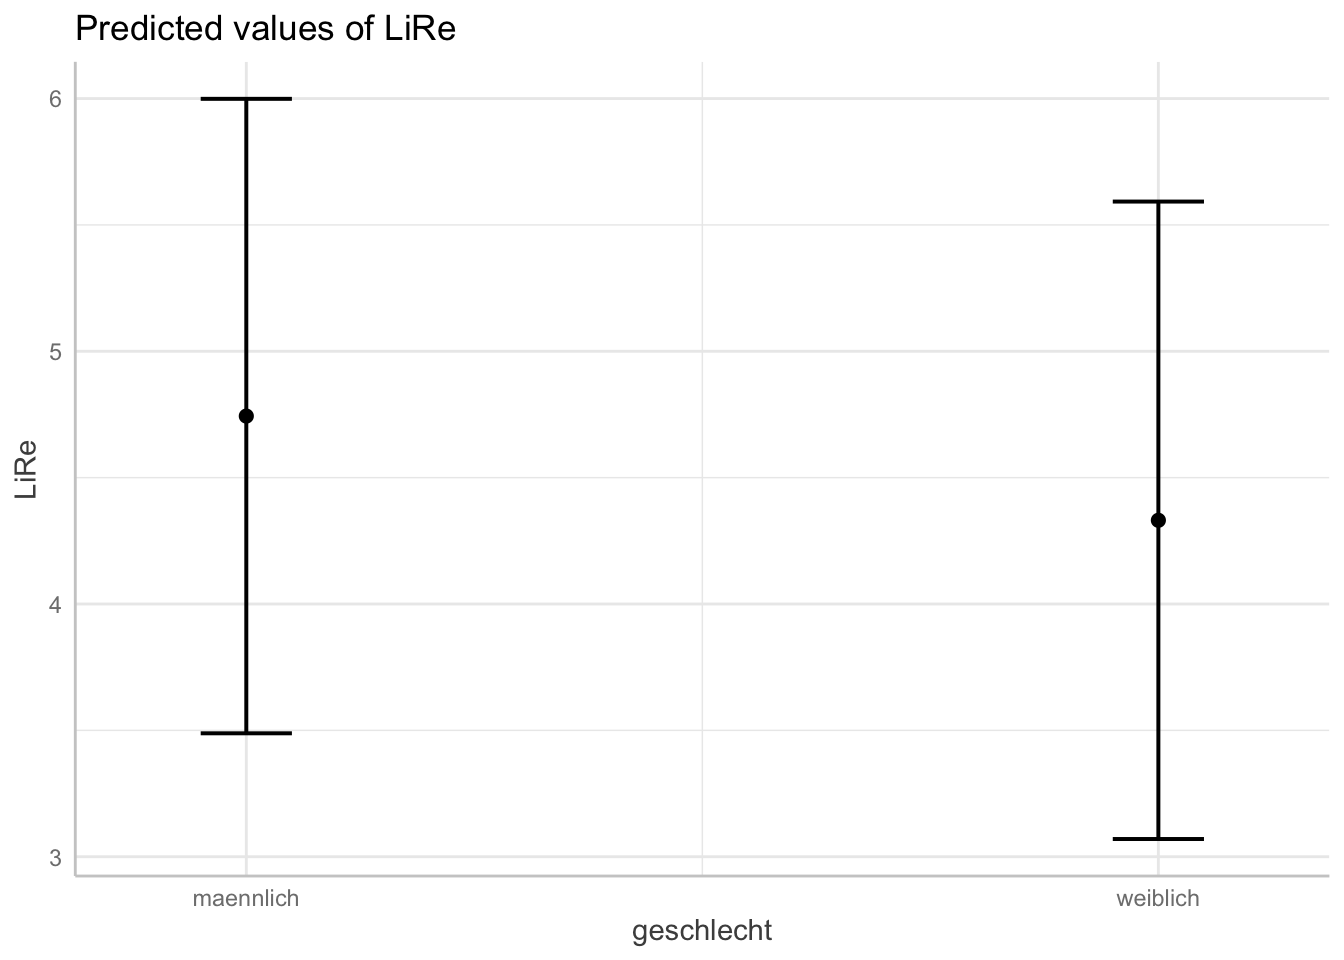 Predicted values of LiRe
6
5
4
3
LiRe
maennlich
weiblich
geschlecht